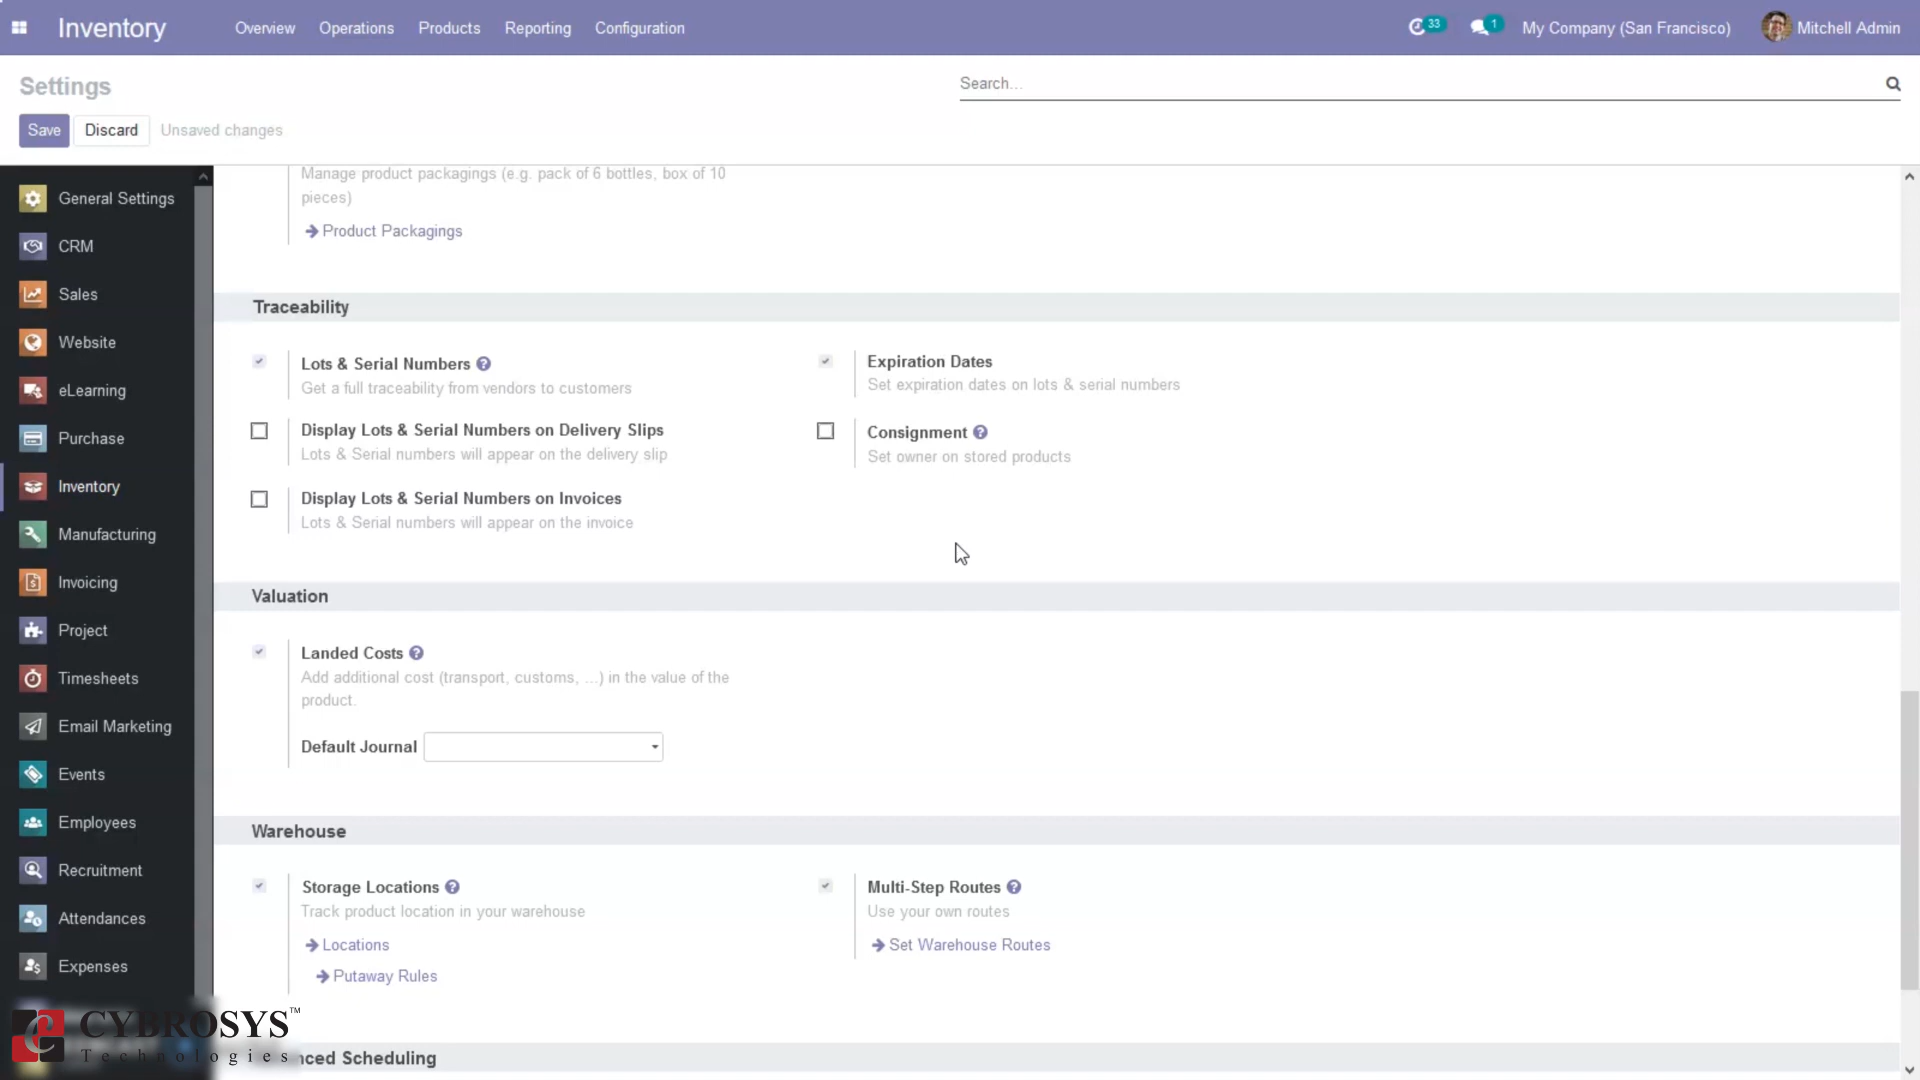 Inventory
Overview Operations Products Reporting Configuration
33 1 My Company (San Francisco) Mitchell Admin
Settings
Search...
Save Discard Unsaved changes
General Settings
CRM
Sales
Website
eLearning
Purchase
Inventory
Manufacturing
Invoicing
Project
Timesheets
Email Marketing
Events
Employees
Recruitment
Attendances
Expenses
Manage product packagings (e.g. pack of 6 bottles, box of 10
pieces)
Product Packagings
Traceability
Lots & Serial Numbers ?
Get a full traceability from vendors to customers
Expiration Dates
Set expiration dates on lots & serial numbers
Display Lots & Serial Numbers on Delivery Slips
Lots & Serial numbers will appear on the delivery slip
Consignment ?
Set owner on stored products
Display Lots & Serial Numbers on Invoices
Lots & Serial numbers will appear on the invoice
Valuation
Landed Costs ?
Add additional cost (transport, customs, ...) in the value of the
product.
Default Journal
Warehouse
Storage Locations ?
Track product location in your warehouse
Locations
Putaway Rules
Multi-Step Routes ?
Use your own routes
Set Warehouse Routes
nced Scheduling
CYBROSYS™
Technologies